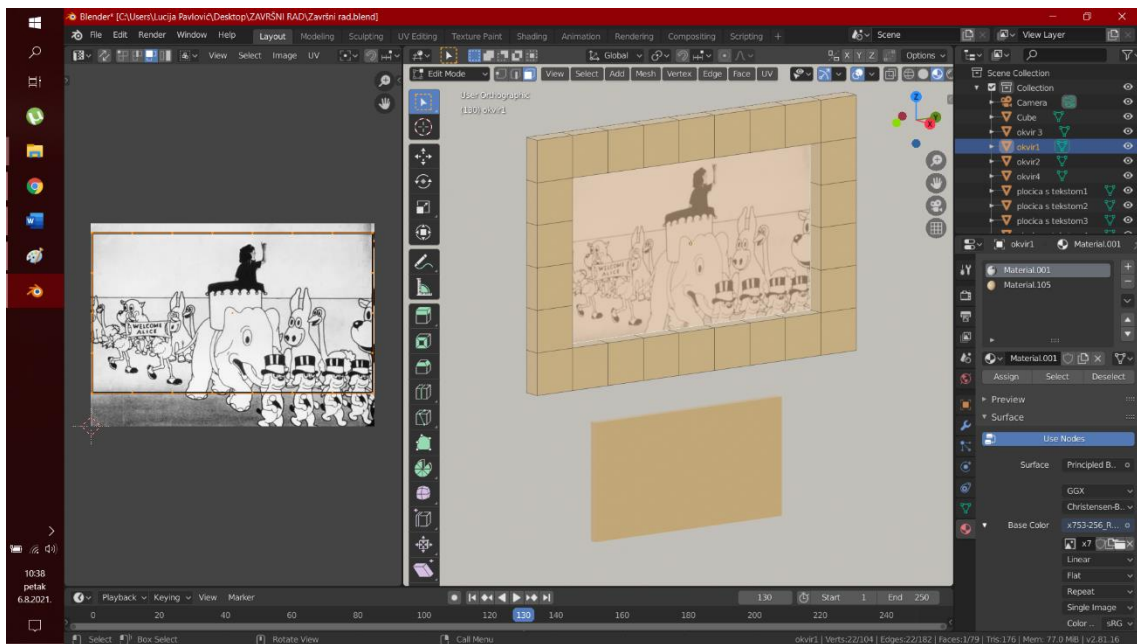 Blender* [C:\Users\Lucija Pavlović\Desktop\ZAVRŠNI RAD\Završni rad.blend]
File Edit Render Window Help Layout Modeling Sculpting UV Editing Texture Paint Shading Animation Rendering Compositing Scripting + Scene View Layer
View Select Image UV Global X Y Z Options
Edit Mode View Select Add Mesh Vertex Edge Face UV
User Orthographic
(130) okvir1
Z
Scene Collection
Collection
Camera
Cube
okvir 3
okvir1
okvir2
okvir4
plocica s tekstom1
plocica s tekstom2
plocica s tekstom3
okvir1 Material.001
Material.001
Material.105
Material.001
Assign Select Deselect
Preview
Surface
Use Nodes
Surface Principled B..
GGX
Christensen-B..
Base Color x753-256_R...
x7
Linear
Flat
Repeat
Single Image
Color .. sRG
WELCOME
ALICE
WELCOME
ALICE
10:38
petak
6.8.2021.
Playback Keying View Marker 130 Start 1 End 250
0 20 40 60 80 100 120 130 140 160 180 200 220 240
Select Box Select Rotate View Call Menu okvir1 | Verts:22/104 | Edges:22/182 | Faces:1/79 | Tris:176 | Mem: 77.0 MB | v2.81.16